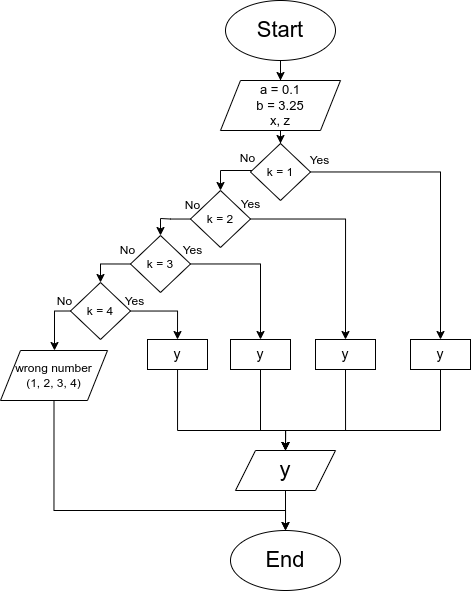 Start
a = 0.1
b = 3.25
x, z
No
Yes
k = 1
No
Yes
k = 2
No
Yes
k = 3
No
Yes
k = 4
wrong number
(1, 2, 3, 4)
y
y
y
y
y
End